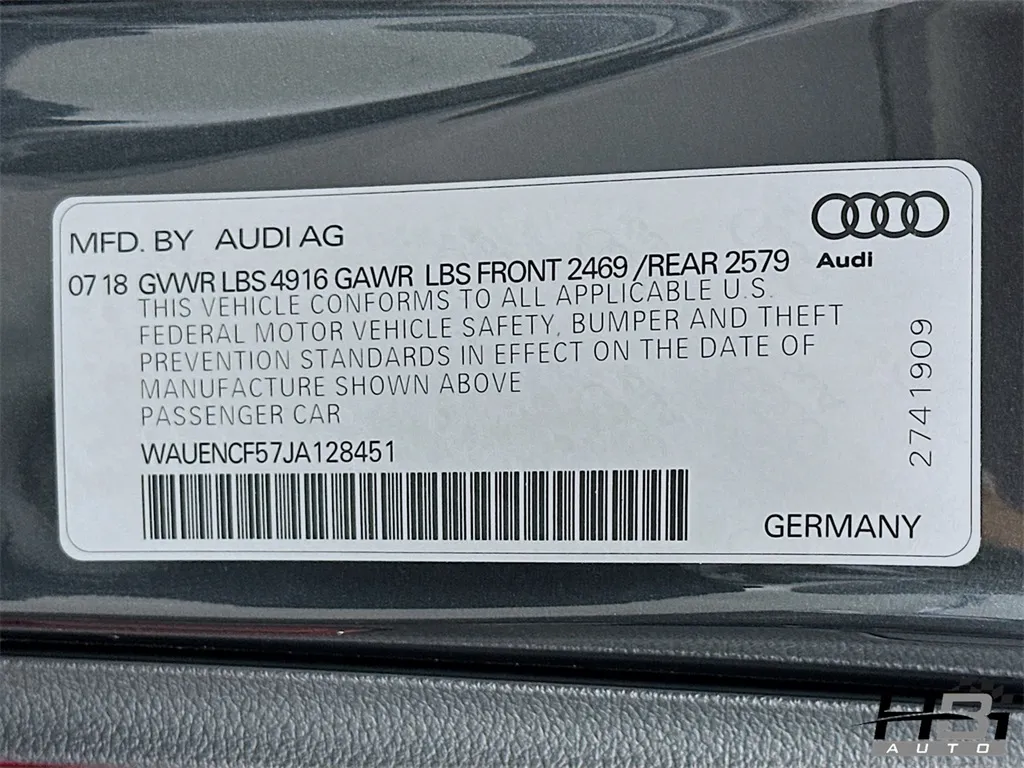 MFD. BY AUDI AG
07 18 GVWR LBS 4916 GAWR LBS FRONT 2469 /REAR 2579
THIS VEHICLE CONFORMS TO ALL APPLICABLE U.S.
FEDERAL MOTOR VEHICLE SAFETY, BUMPER AND THEFT
PREVENTION STANDARDS IN EFFECT ON THE DATE OF
MANUFACTURE SHOWN ABOVE
PASSENGER CAR
WAUENCF57JA128451
Audi
2741909
GERMANY
HBI
AUTO